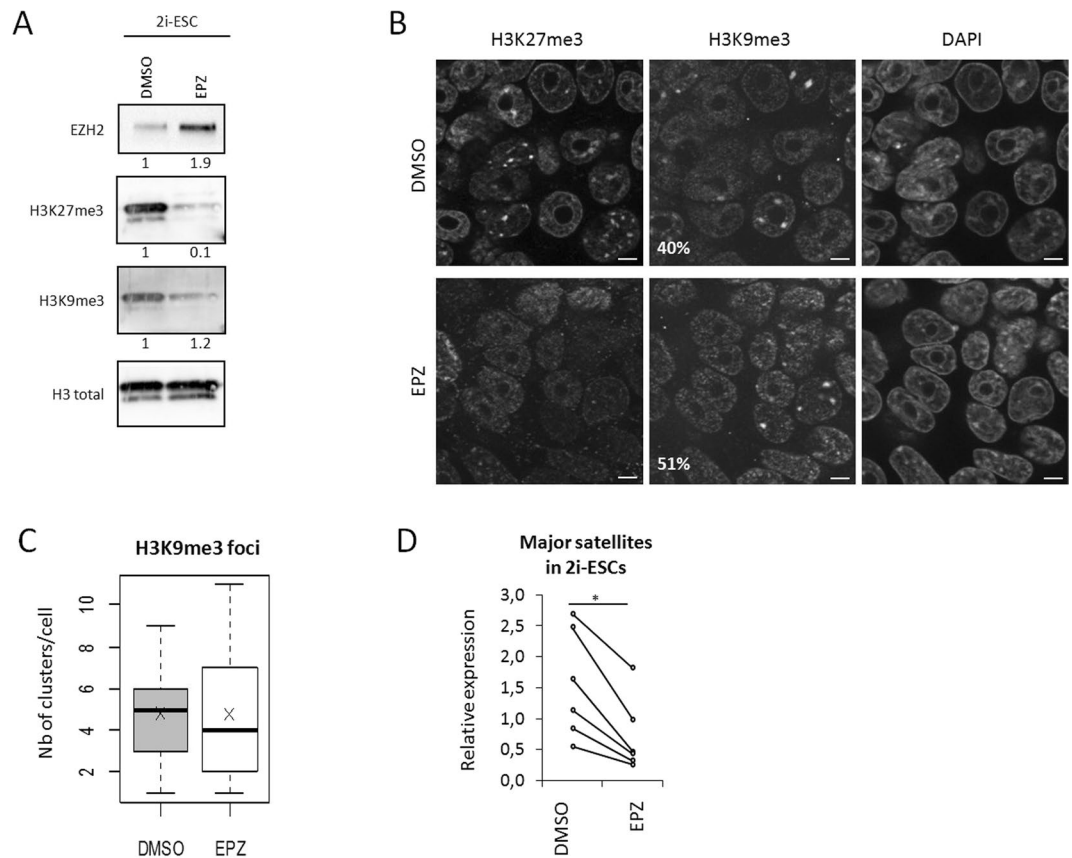 A
2i-ESC
DMSO
EPZ
EZH2
1
1.9
H3K27me3
1
0.1
H3K9me3
1
1.2
H3 total
B
H3K27me3
H3K9me3
DAPI
DMSO
40%
EPZ
51%
C
H3K9me3 foci
Nb of clusters/cell
10
8
6
4
2
DMSO
EPZ
D
Major satellites
in 2i-ESCs
*
Relative expression
3,0
2,5
2,0
1,5
1,0
0,5
0,0
DMSO
EPZ